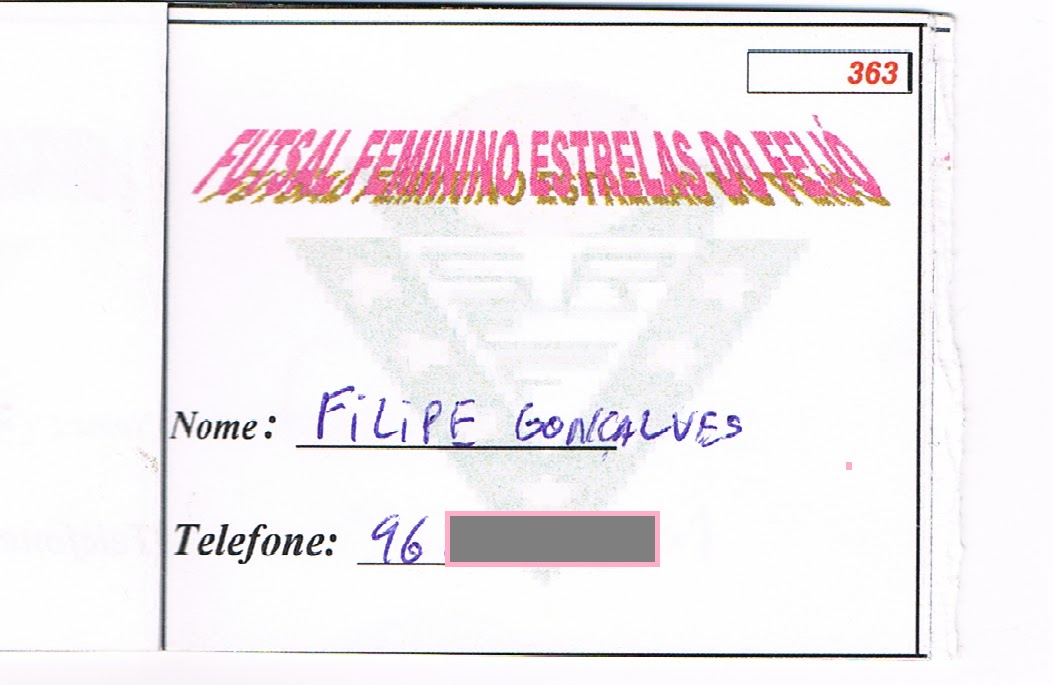 363
FUTSAL FEMININO ESTRELAS DO FEIJÓ
Nome: FiLiPE GONÇALVES
Telefone: 96